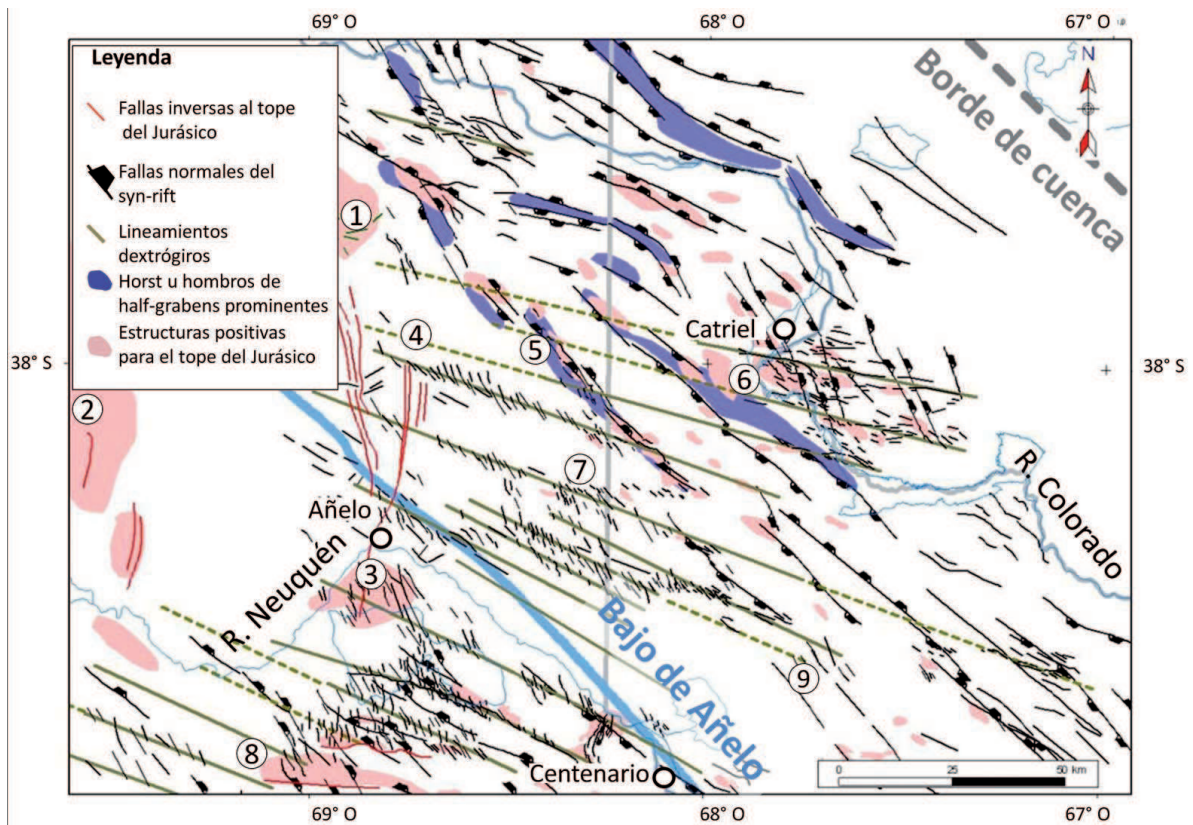 69° O
68° O
67° O
Leyenda
Fallas inversas al tope
del Jurásico
Fallas normales del
syn-rift
Lineamientos
dextrógiros
Horst u hombros de
half-grabens prominentes
Estructuras positivas
para el tope del Jurásico
N
Borde de cuenca
1
Catriel
38° S
4
5
6
38° S
2
7
R. Colorado
Añelo
3
R. Neuquén
Bajo de Añelo
9
8
Centenario
0 25 50 km
69° O
68° O
67° O